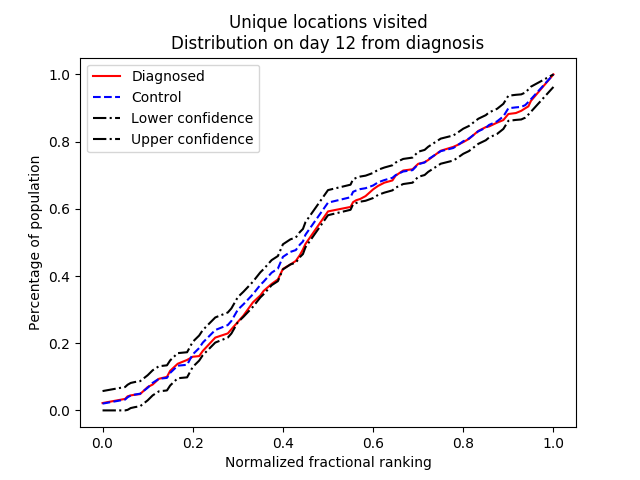 Unique locations visited
Distribution on day 12 from diagnosis
Diagnosed
Control
Lower confidence
Upper confidence
Percentage of population
1.0
0.8
0.6
0.4
0.2
0.0
0.0 0.2 0.4 0.6 0.8 1.0
Normalized fractional ranking